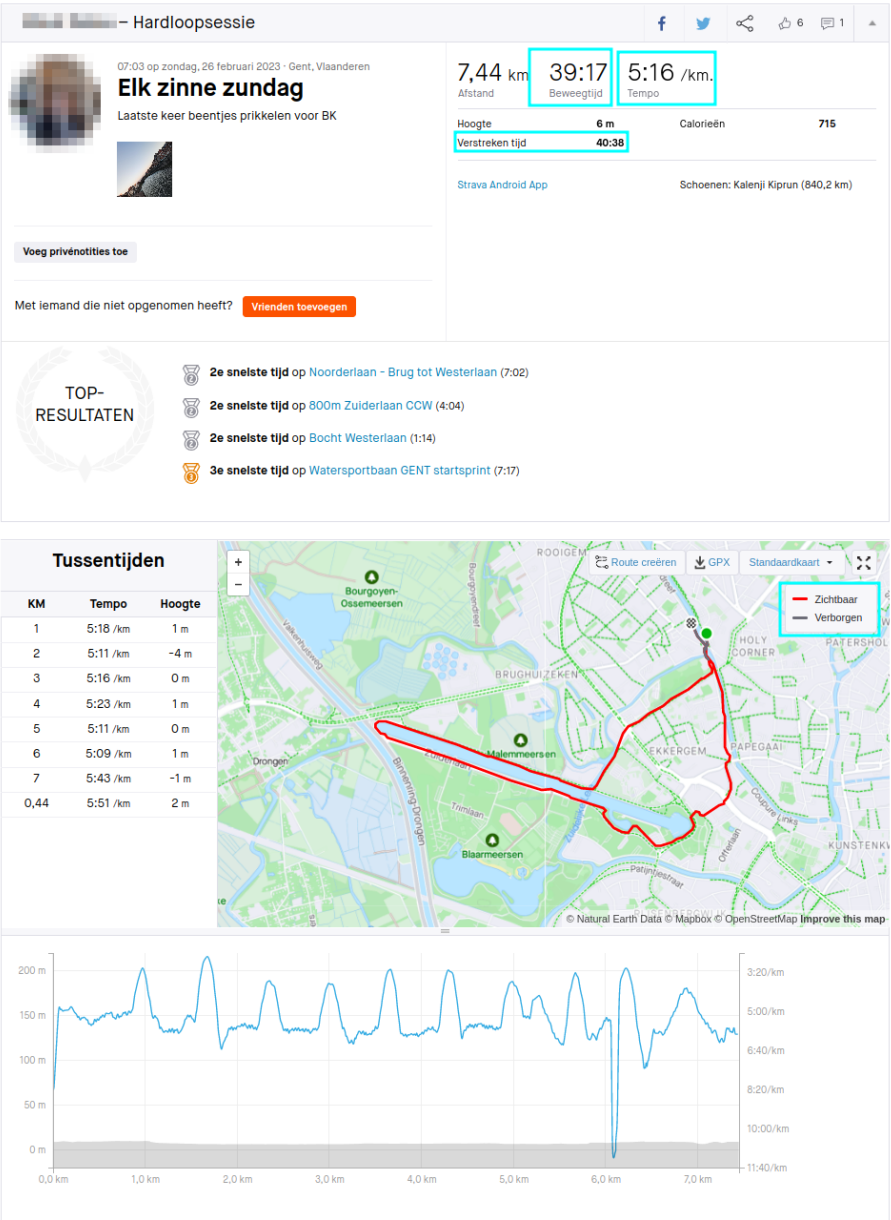 – Hardloopsessie
6
1
07:03 op zondag, 26 februari 2023 · Gent, Vlaanderen
Elk zinne zundag
Laatste keer beentjes prikkelen voor BK
Voeg privénotities toe
Met iemand die niet opgenomen heeft?
Vrienden toevoegen
7,44 km
39:17
5:16 /km.
Afstand
Beweegtijd
Tempo
Hoogte 6 m Calorieën 715
Verstreken tijd 40:38
Strava Android App
Schoenen: Kalenji Kiprun (840,2 km)
TOP-
RESULTATEN
2e snelste tijd op Noorderlaan - Brug tot Westerlaan (7:02)
2e snelste tijd op 800m Zuiderlaan CCW (4:04)
2e snelste tijd op Bocht Westerlaan (1:14)
3e snelste tijd op Watersportbaan GENT startsprint (7:17)
Tussentijden
KM Tempo Hoogte
1 5:18 /km 1 m
2 5:11 /km -4 m
3 5:16 /km 0 m
4 5:23 /km 1 m
5 5:11 /km 0 m
6 5:09 /km 1 m
7 5:43 /km -1 m
0,44 5:51 /km 2 m
+
−
ROOIGEM
Route creëren
GPX
Standaardkaart
Zichtbaar
Verborgen
Bourgoyen-
Ossemeersen
Bourgoyendreef
Valkenhuisweg
HOLY
CORNER
PATERSHOL
BRUGHUIZEKEN
Drongen
Zuiderlaan
Malemmeersen
EKKERGEM
PAPEGAAI
Binnenring-Drongen
Trimlaan
Coupure Links
Blaarmeersen
Offerlaan
KUNSTENKW
Patijntjestraat
© Natural Earth Data © Mapbox © OpenStreetMap Improve this map
200 m
150 m
100 m
50 m
0 m
3:20/km
5:00/km
6:40/km
8:20/km
10:00/km
11:40/km
0,0 km
1,0 km
2,0 km
3,0 km
4,0 km
5,0 km
6,0 km
7,0 km